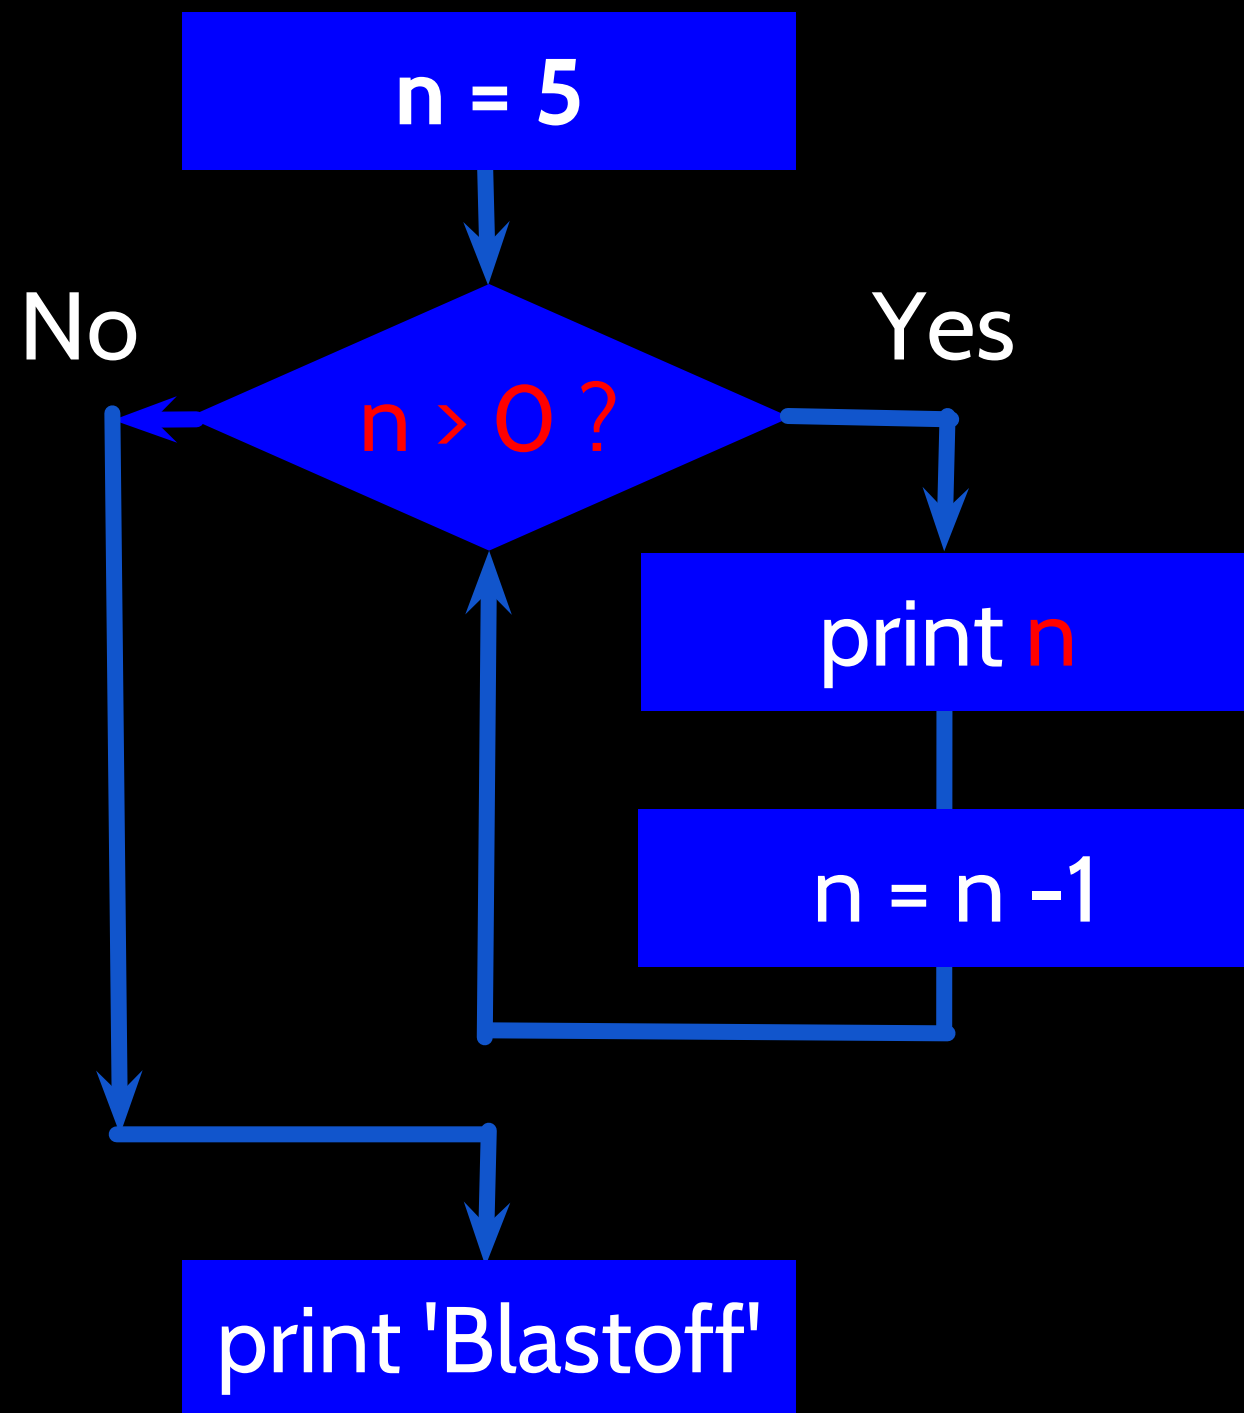 n = 5
No
Yes
n > 0 ?
print n
n = n -1
print 'Blastoff'